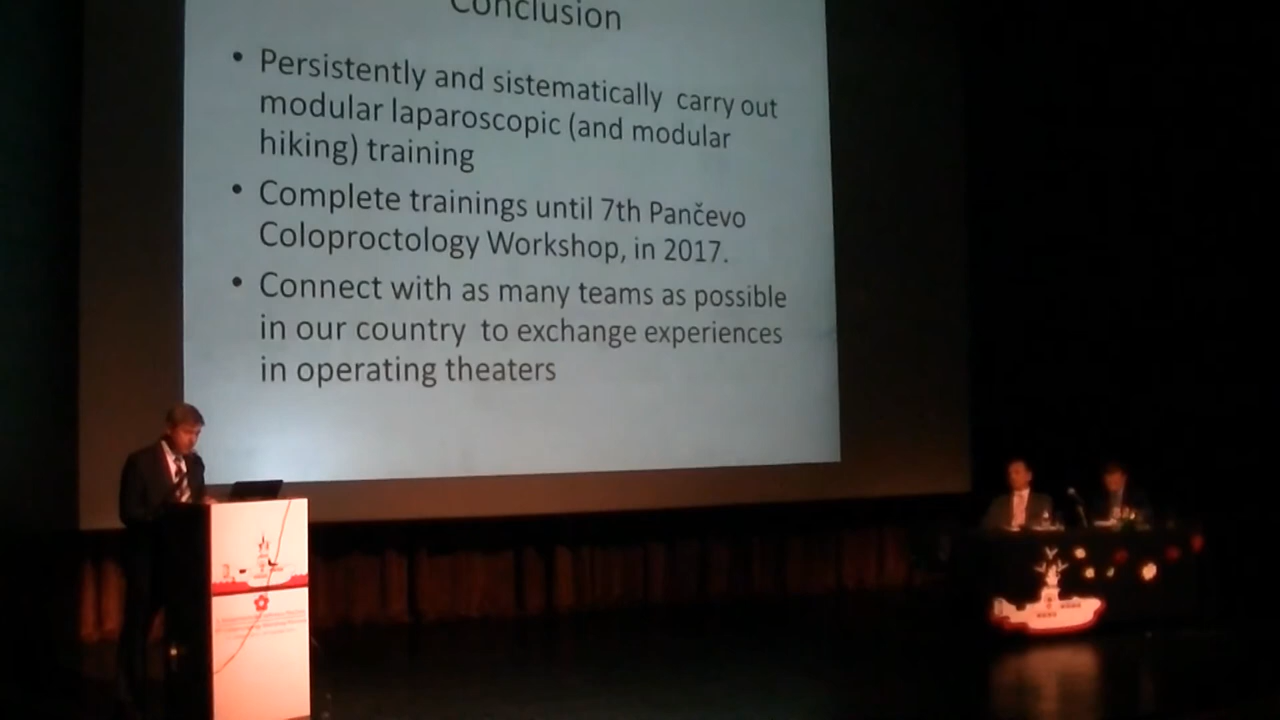 Conclusion
• Persistently and sistematically carry out
modular laparoscopic (and modular
hiking) training
• Complete trainings until 7th Pančevo
Coloproctology Workshop, in 2017.
• Connect with as many teams as possible
in our country to exchange experiences
in operating theaters